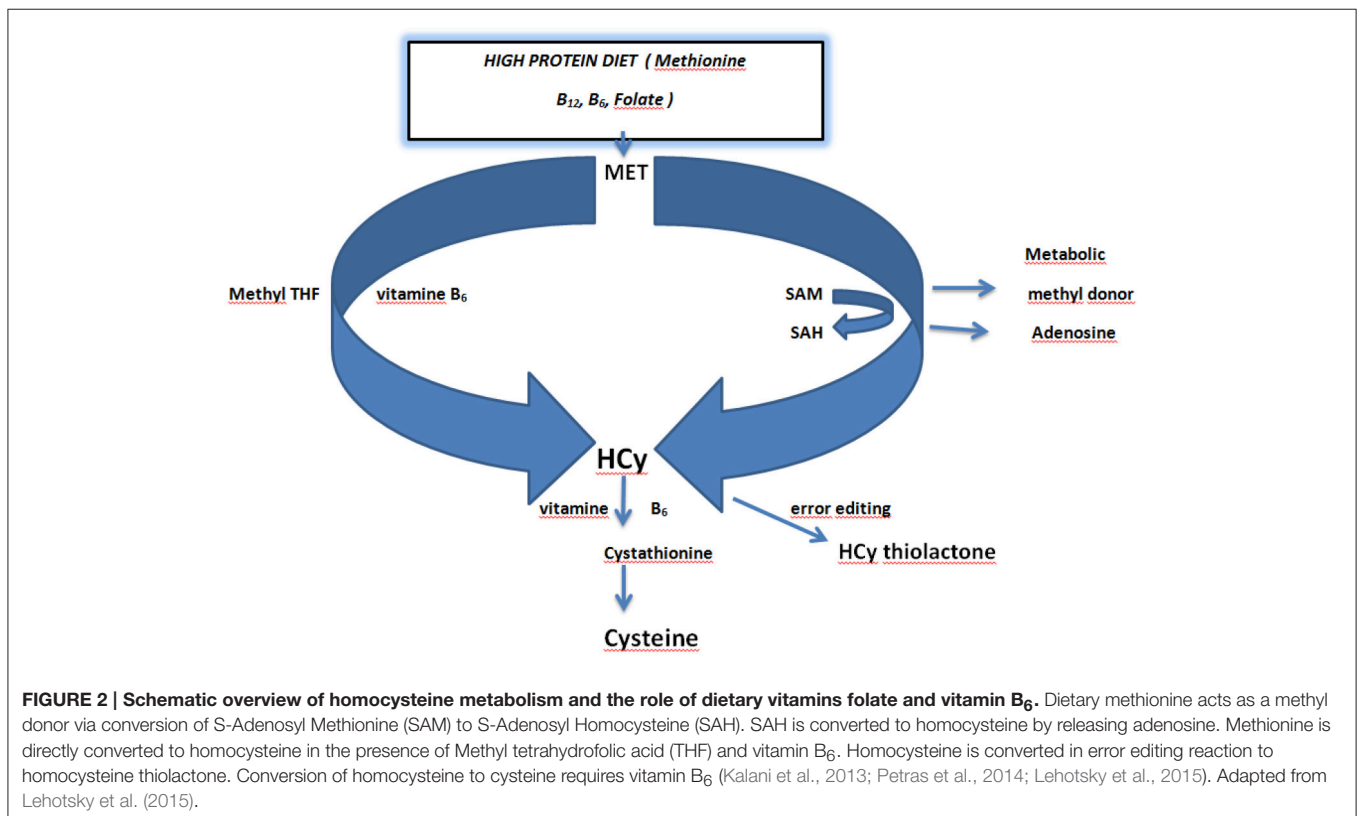 HIGH PROTEIN DIET ( Methionine
B12, B6, Folate )
MET
Methyl THF
vitamine B6
SAM
SAH
Metabolic
methyl donor
Adenosine
HCy
vitamine B6
error editing
Cystathionine
HCy thiolactone
Cysteine
FIGURE 2 | Schematic overview of homocysteine metabolism and the role of dietary vitamins folate and vitamin B6. Dietary methionine acts as a methyl
donor via conversion of S-Adenosyl Methionine (SAM) to S-Adenosyl Homocysteine (SAH). SAH is converted to homocysteine by releasing adenosine. Methionine is
directly converted to homocysteine in the presence of Methyl tetrahydrofolic acid (THF) and vitamin B6. Homocysteine is converted in error editing reaction to
homocysteine thiolactone. Conversion of homocysteine to cysteine requires vitamin B6 (Kalani et al., 2013; Petras et al., 2014; Lehotsky et al., 2015). Adapted from
Lehotsky et al. (2015).